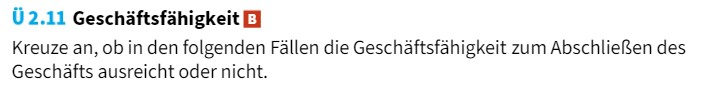 Ü 2.11 Geschäftsfähigkeit B
Kreuze an, ob in den folgenden Fällen die Geschäftsfähigkeit zum Abschließen des
Geschäfts ausreicht oder nicht.